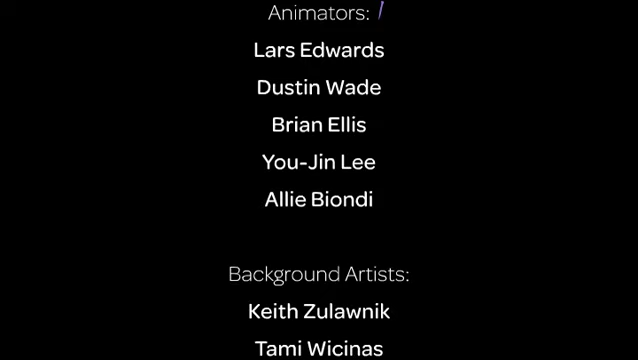 Animators:
Lars Edwards
Dustin Wade
Brian Ellis
You-Jin Lee
Allie Biondi
Background Artists:
Keith Zulawnik
Tami Wicinas